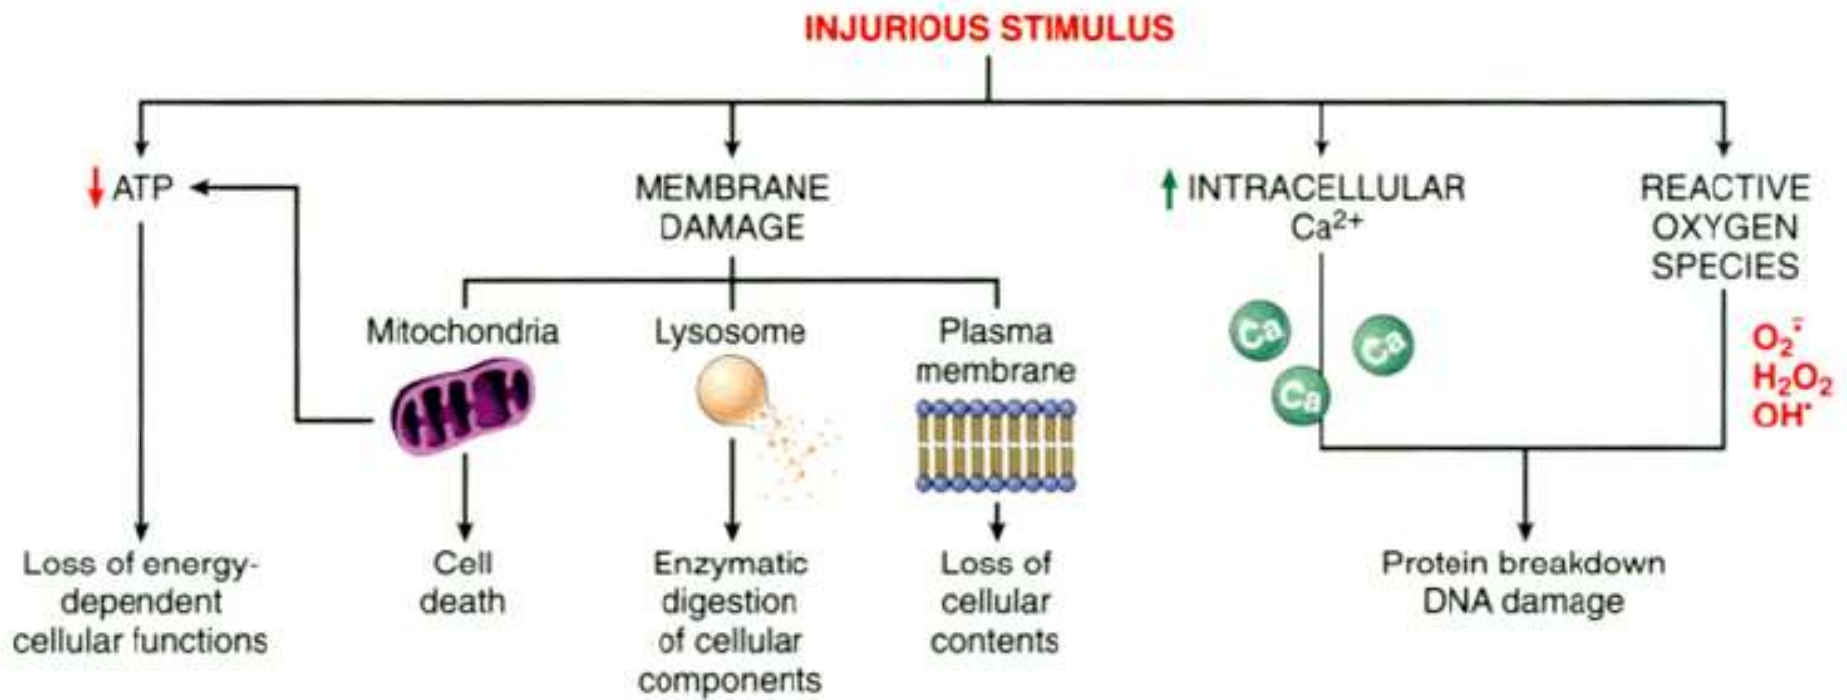 INJURIOUS STIMULUS
↓ ATP
MEMBRANE
DAMAGE
↑ INTRACELLULAR
Ca²⁺
REACTIVE
OXYGEN
SPECIES
Mitochondria
Lysosome
Plasma
membrane
Ca
Ca
Ca
O₂⁻•
H₂O₂
OH•
Loss of energy-
dependent
cellular functions
Cell
death
Enzymatic
digestion
of cellular
components
Loss of
cellular
contents
Protein breakdown
DNA damage